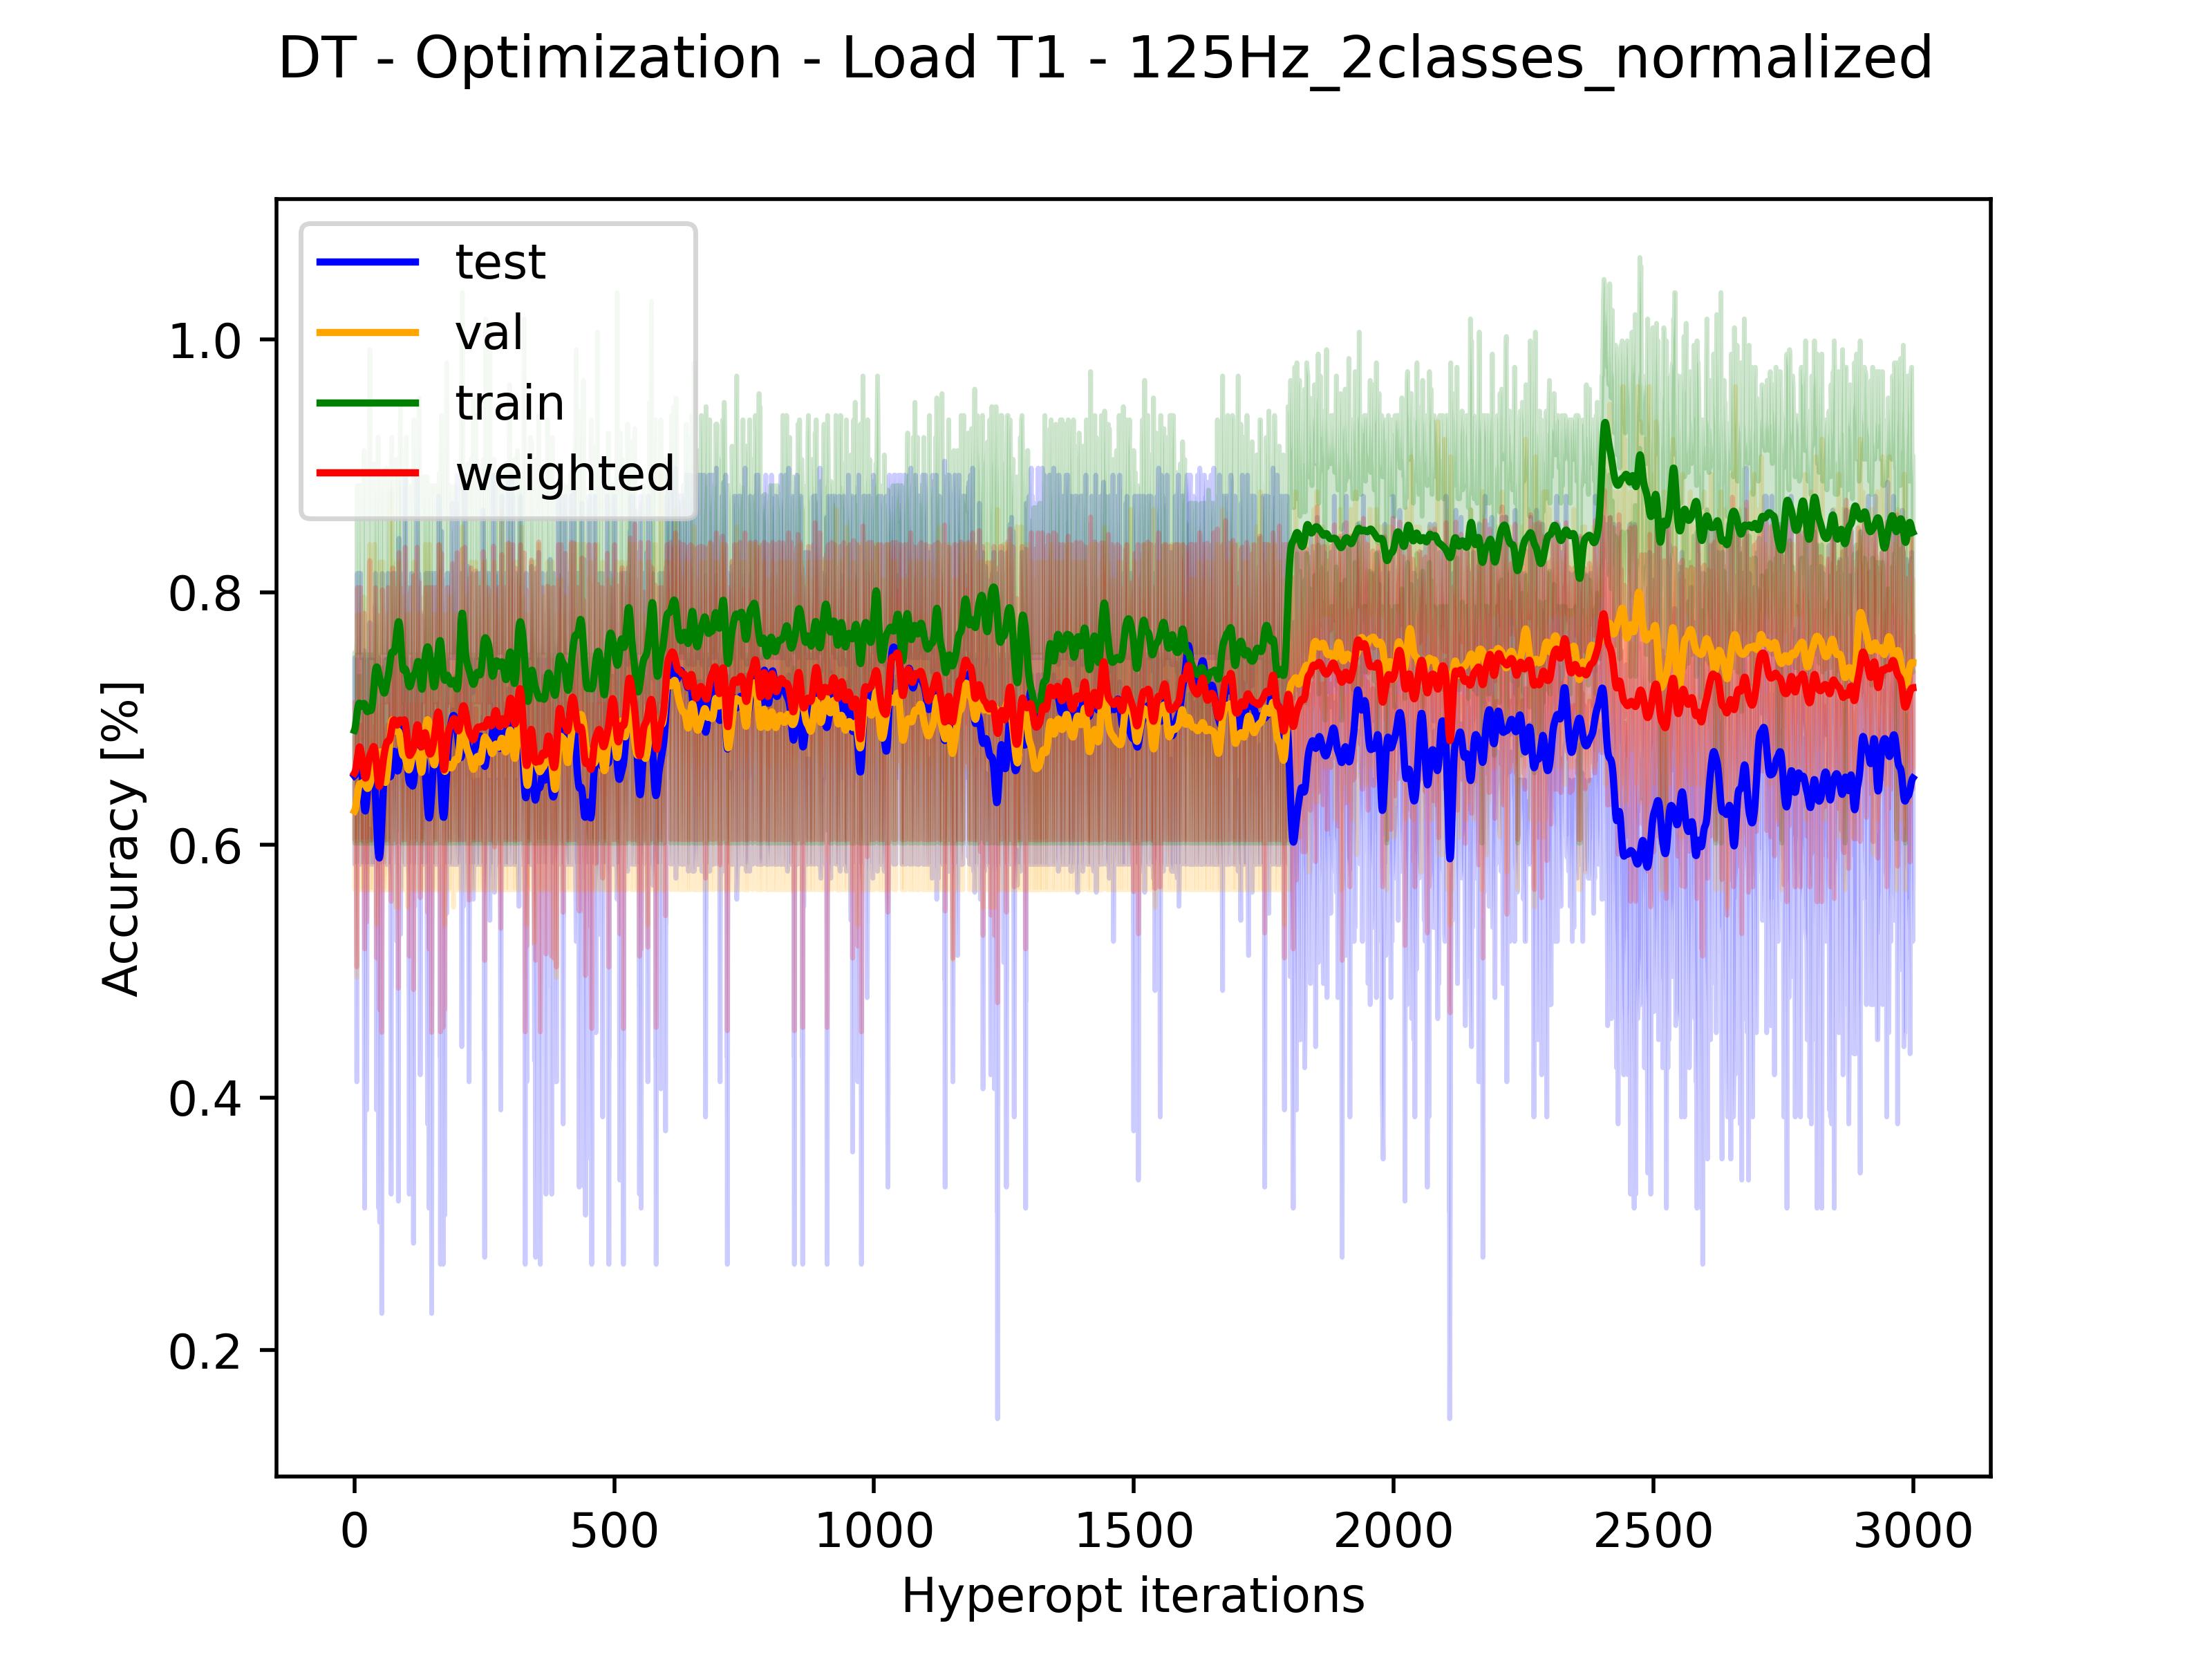 DT - Optimization - Load T1 - 125Hz_2classes_normalized
test
val
train
weighted
1.0
0.8
0.6
0.4
0.2
Accuracy [%]
0 500 1000 1500 2000 2500 3000
Hyperopt iterations